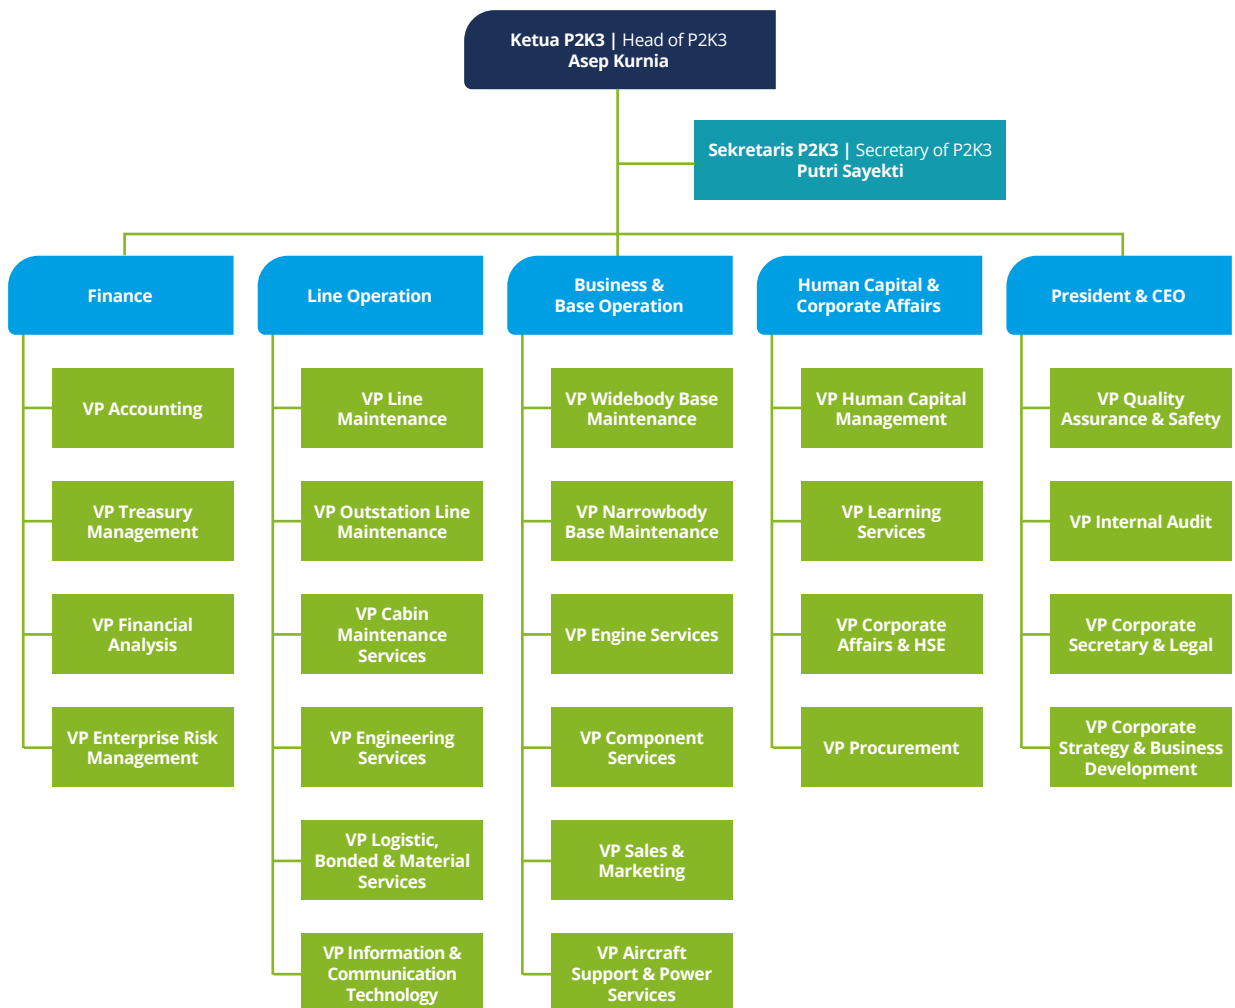 Ketua P2K3 | Head of P2K3
Asep Kurnia
Sekretaris P2K3 | Secretary of P2K3
Putri Sayekti
Finance
VP Accounting
VP Treasury
Management
VP Financial
Analysis
VP Enterprise Risk
Management
Line Operation
VP Line
Maintenance
VP Outstation Line
Maintenance
VP Cabin
Maintenance
Services
VP Engineering
Services
VP Logistic,
Bonded & Material
Services
VP Information &
Communication
Technology
Business &
Base Operation
VP Widebody Base
Maintenance
VP Narrowbody
Base Maintenance
VP Engine Services
VP Component
Services
VP Sales &
Marketing
VP Aircraft
Support & Power
Services
Human Capital &
Corporate Affairs
VP Human Capital
Management
VP Learning
Services
VP Corporate
Affairs & HSE
VP Procurement
President & CEO
VP Quality
Assurance & Safety
VP Internal Audit
VP Corporate
Secretary & Legal
VP Corporate
Strategy & Business
Development